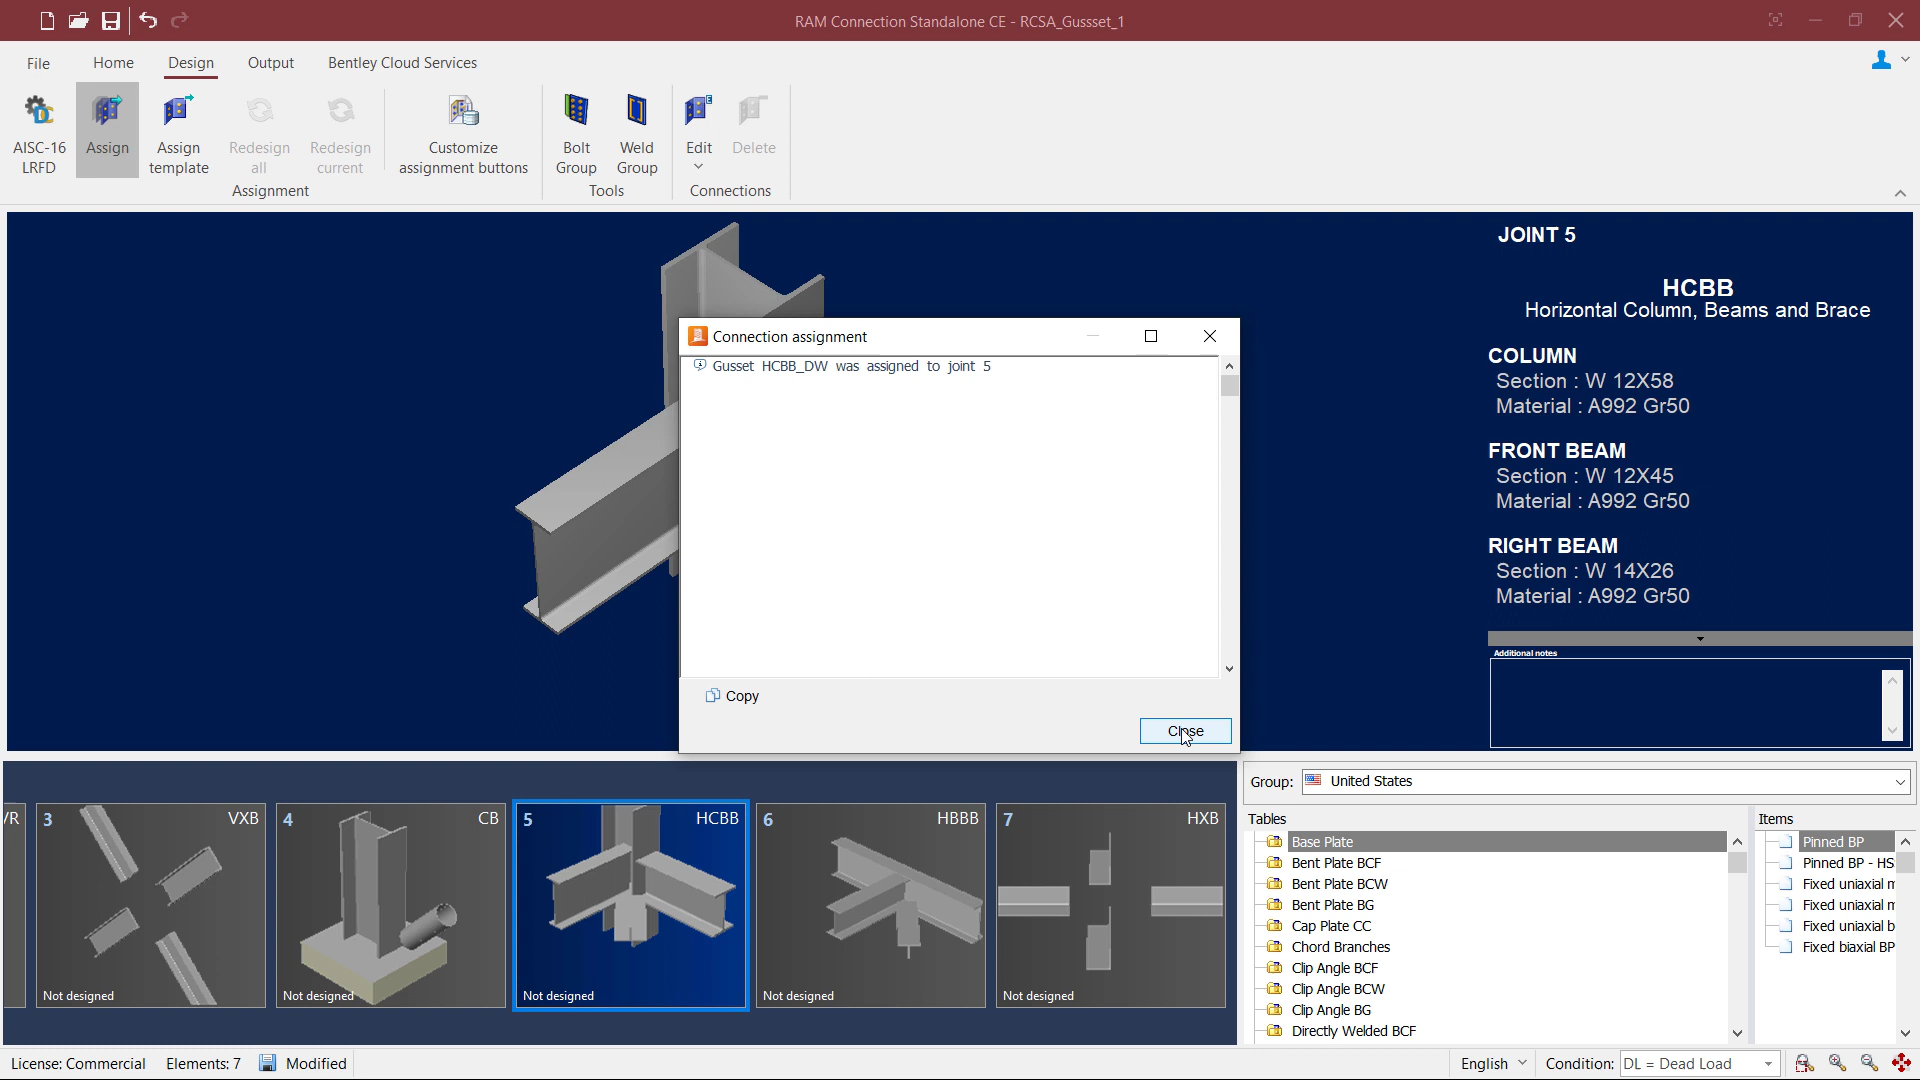 RAM Connection Standalone CE - RCSA_Gussset_1
File
Home
Design
Output
Bentley Cloud Services
AISC-16
LRFD
Assign
Assign
template
Redesign
all
Redesign
current
Customize
assignment buttons
Bolt
Group
Weld
Group
Edit
Delete
Assignment
Tools
Connections
JOINT 5
HCBB
Horizontal Column, Beams and Brace
COLUMN
Section : W 12X58
Material : A992 Gr50
FRONT BEAM
Section : W 12X45
Material : A992 Gr50
RIGHT BEAM
Section : W 14X26
Material : A992 Gr50
Additional notes
Connection assignment
Gusset HCBB_DW was assigned to joint 5
Copy
Close
VR
3 VXB
Not designed
4 CB
Not designed
5 HCBB
Not designed
6 HBBB
Not designed
7 HXB
Not designed
Group: United States
Tables
Base Plate
Bent Plate BCF
Bent Plate BCW
Bent Plate BG
Cap Plate CC
Chord Branches
Clip Angle BCF
Clip Angle BCW
Clip Angle BG
Directly Welded BCF
Items
Pinned BP
Pinned BP - HS
Fixed uniaxial m
Fixed uniaxial m
Fixed uniaxial b
Fixed biaxial BP
License: Commercial
Elements: 7
Modified
English
Condition: DL = Dead Load